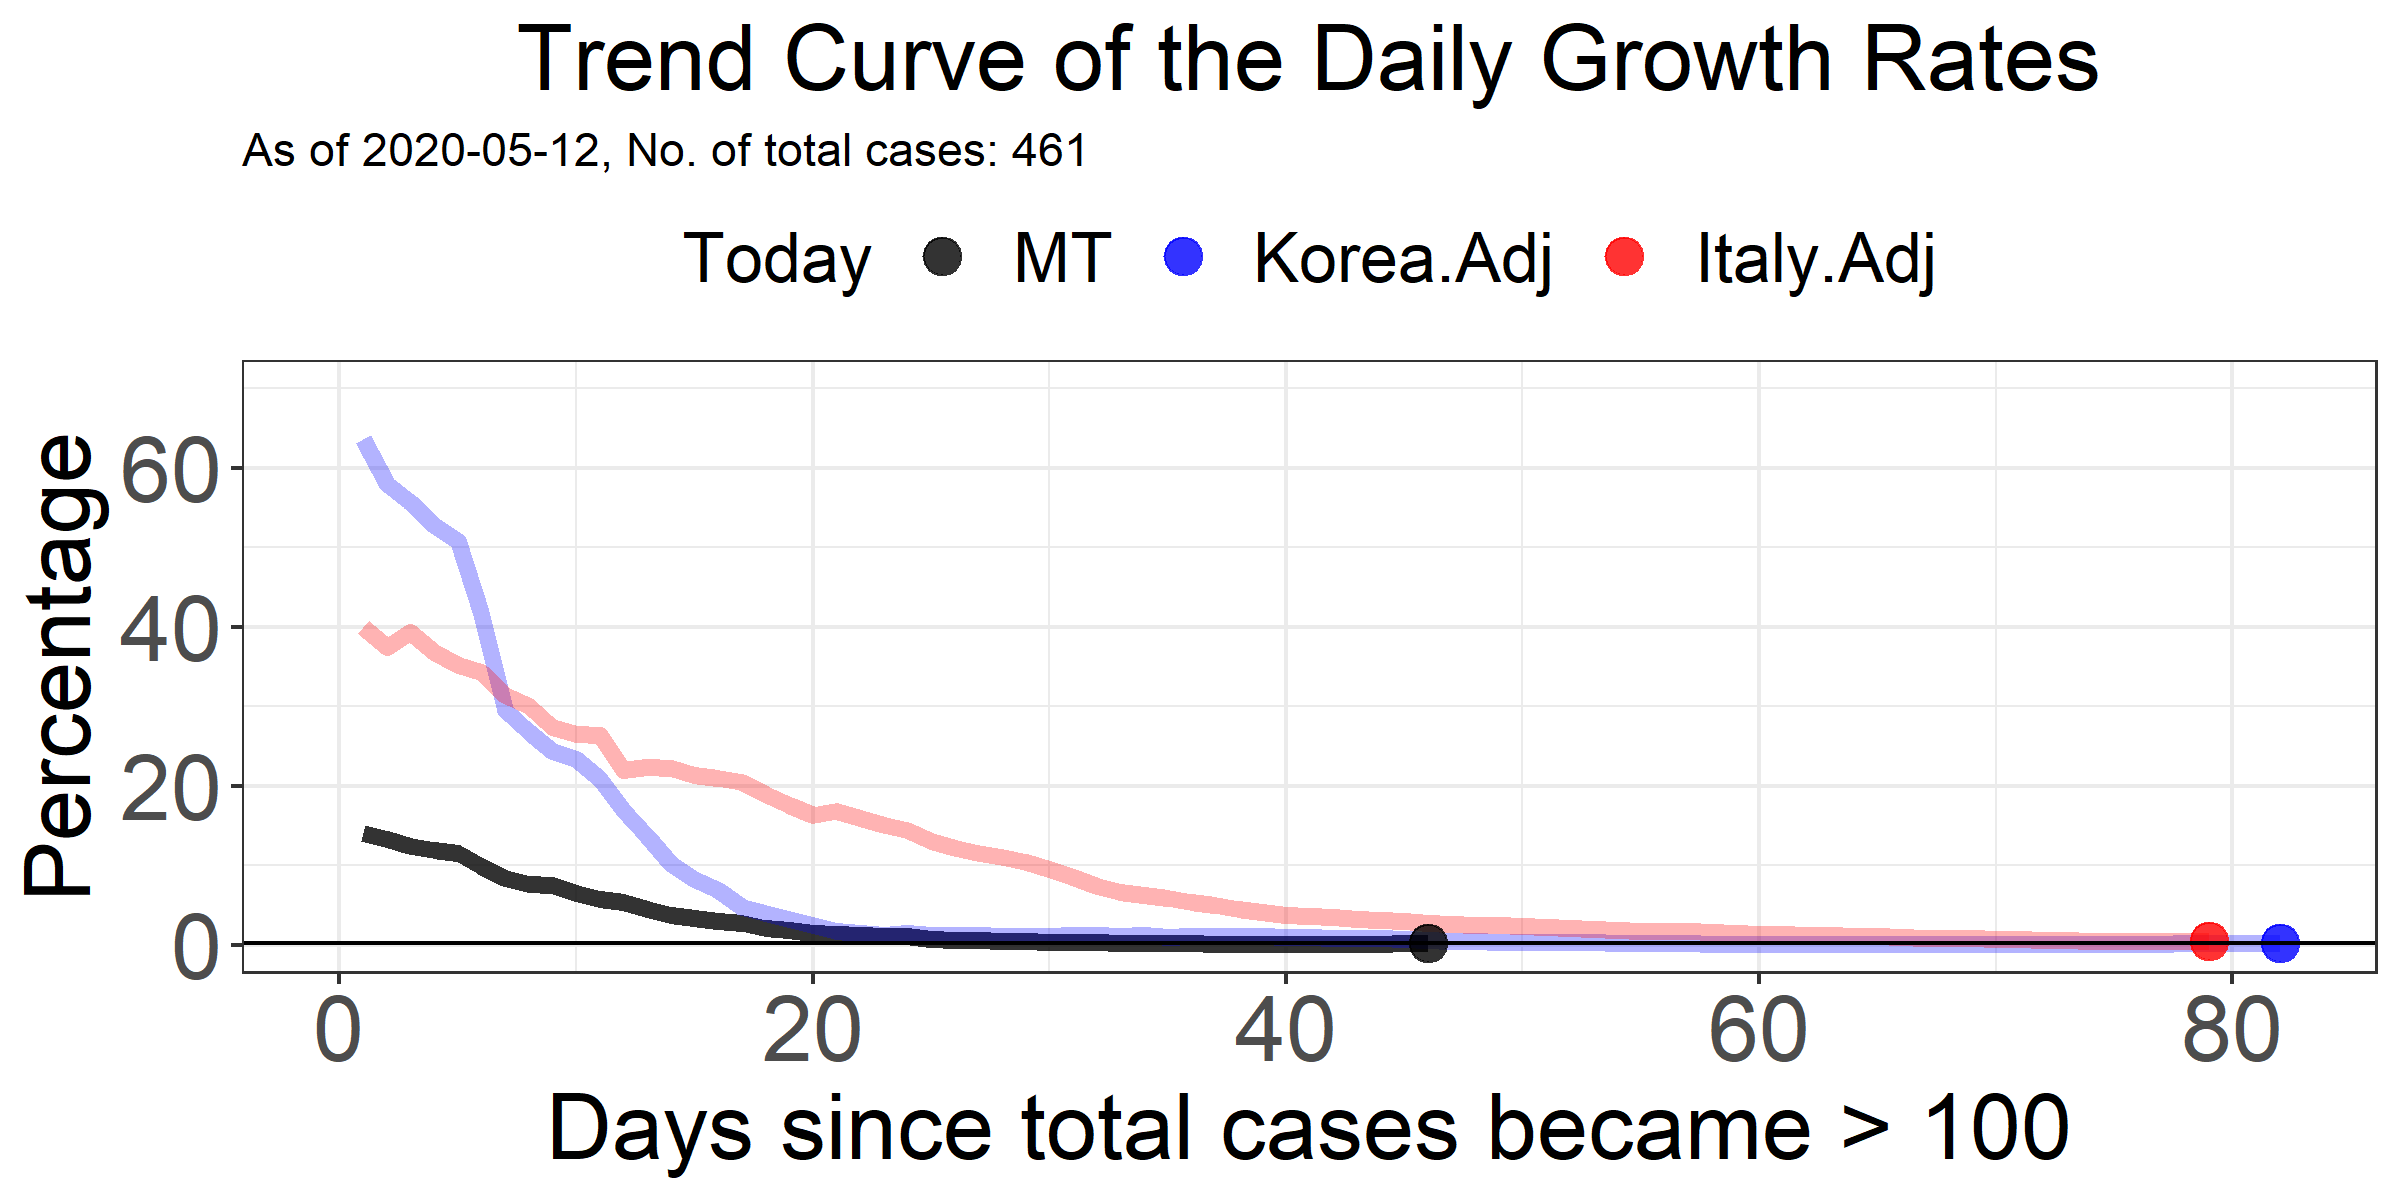 Trend Curve of the Daily Growth Rates
As of 2020-05-12, No. of total cases: 461
Today MT Korea.Adj Italy.Adj
Percentage
60
40
20
0
0 20 40 60 80
Days since total cases became > 100